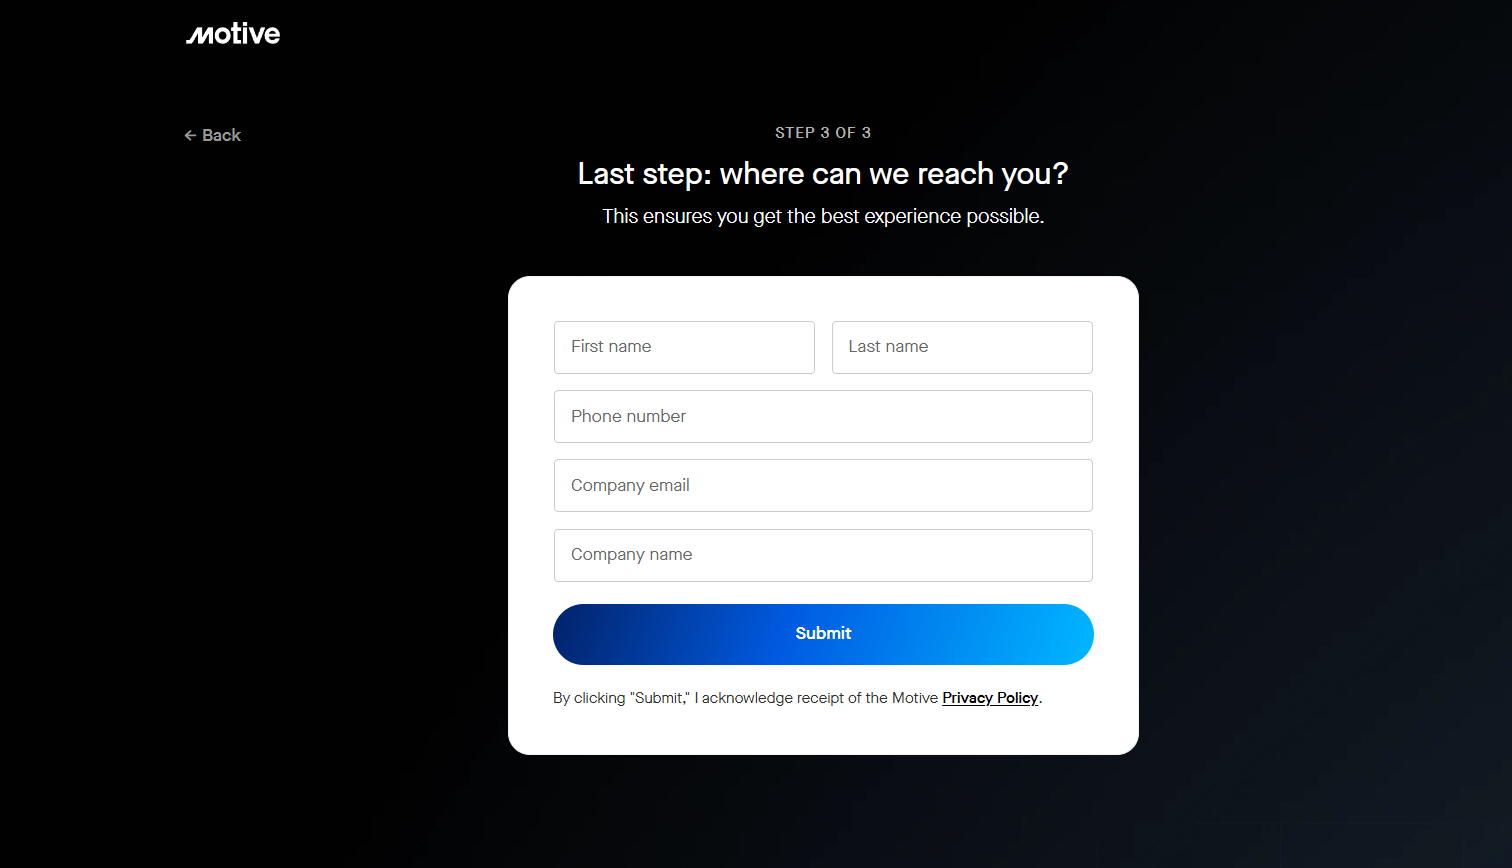 Motive
← Back
STEP 3 OF 3
Last step: where can we reach you?
This ensures you get the best experience possible.
First name
Last name
Phone number
Company email
Company name
Submit
By clicking "Submit," I acknowledge receipt of the Motive Privacy Policy.